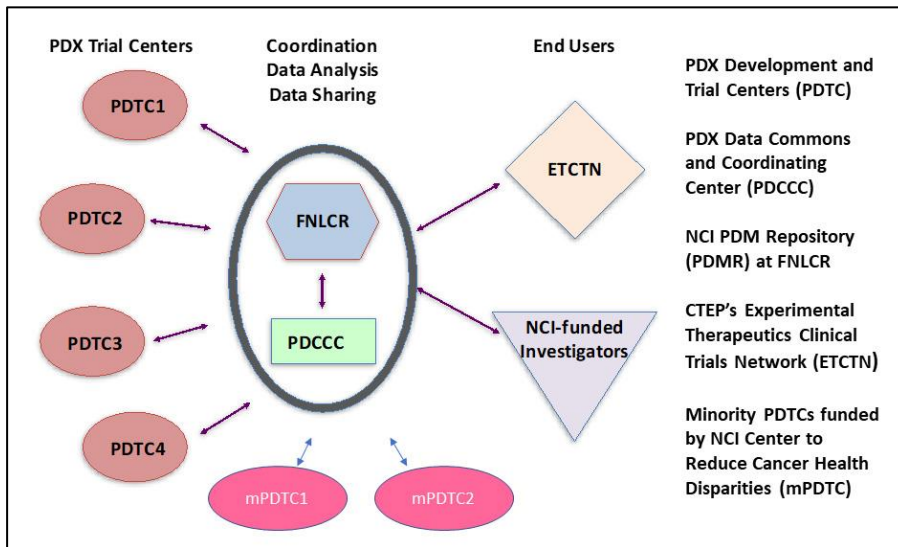 PDX Trial Centers
PDTC1
PDTC2
PDTC3
PDTC4
Coordination
Data Analysis
Data Sharing
FNLCR
PDCCC
mPDTC1
mPDTC2
End Users
ETCTN
NCI-funded
Investigators
PDX Development and
Trial Centers (PDTC)
PDX Data Commons
and Coordinating
Center (PDCCC)
NCI PDM Repository
(PDMR) at FNLCR
CTEP’s Experimental
Therapeutics Clinical
Trials Network (ETCTN)
Minority PDTCs funded
by NCI Center to
Reduce Cancer Health
Disparities (mPDTC)